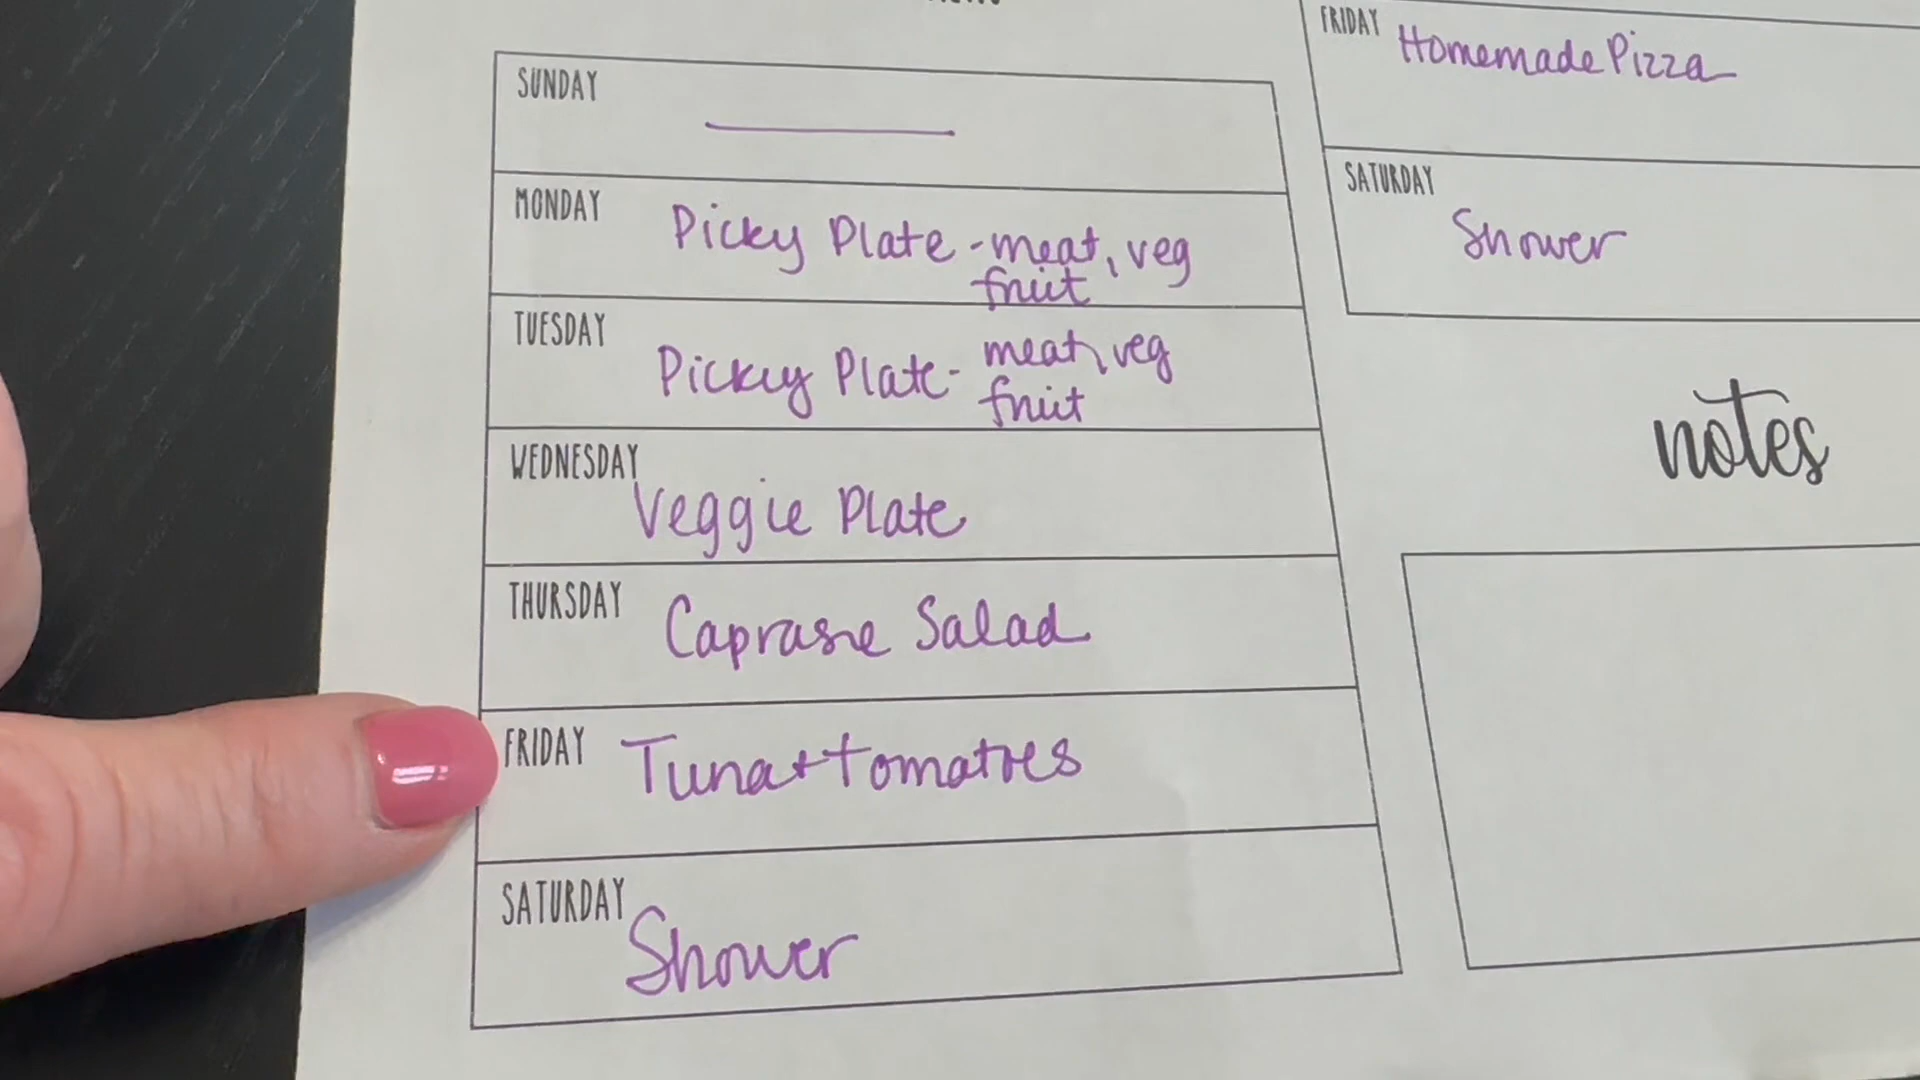 SUNDAY
MONDAY
Picky Plate - meat, veg
fruit
TUESDAY
Picky Plate - meat, veg
fruit
WEDNESDAY
Veggie Plate
THURSDAY
Caprasie Salad
FRIDAY
Tuna + tomatoes
SATURDAY
Shower
FRIDAY
Homemade Pizza
SATURDAY
Shower
notes